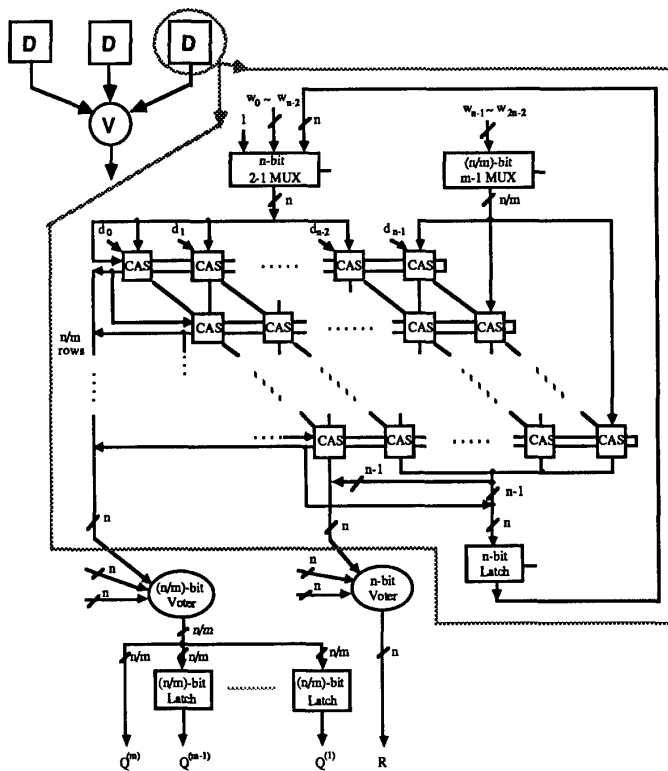 D D D
V
w0 ~ wn-2
1
n
wn-1 ~ w2n-2
n-bit
2-1 MUX
(n/m)-bit
m-1 MUX
n
n/m
d0 d1 dn-2 dn-1
CAS CAS ..... CAS CAS
CAS CAS ...... CAS CAS
n/m
rows
CAS CAS ..... CAS CAS
n-1
n-1
n
n
n
n-bit
Latch
n
n
(n/m)-bit
Voter
n
n
n-bit
Voter
n/m
n/m n/m n/m
n
(n/m)-bit
Latch
(n/m)-bit
Latch
Q(m) Q(m-1) Q(1) R